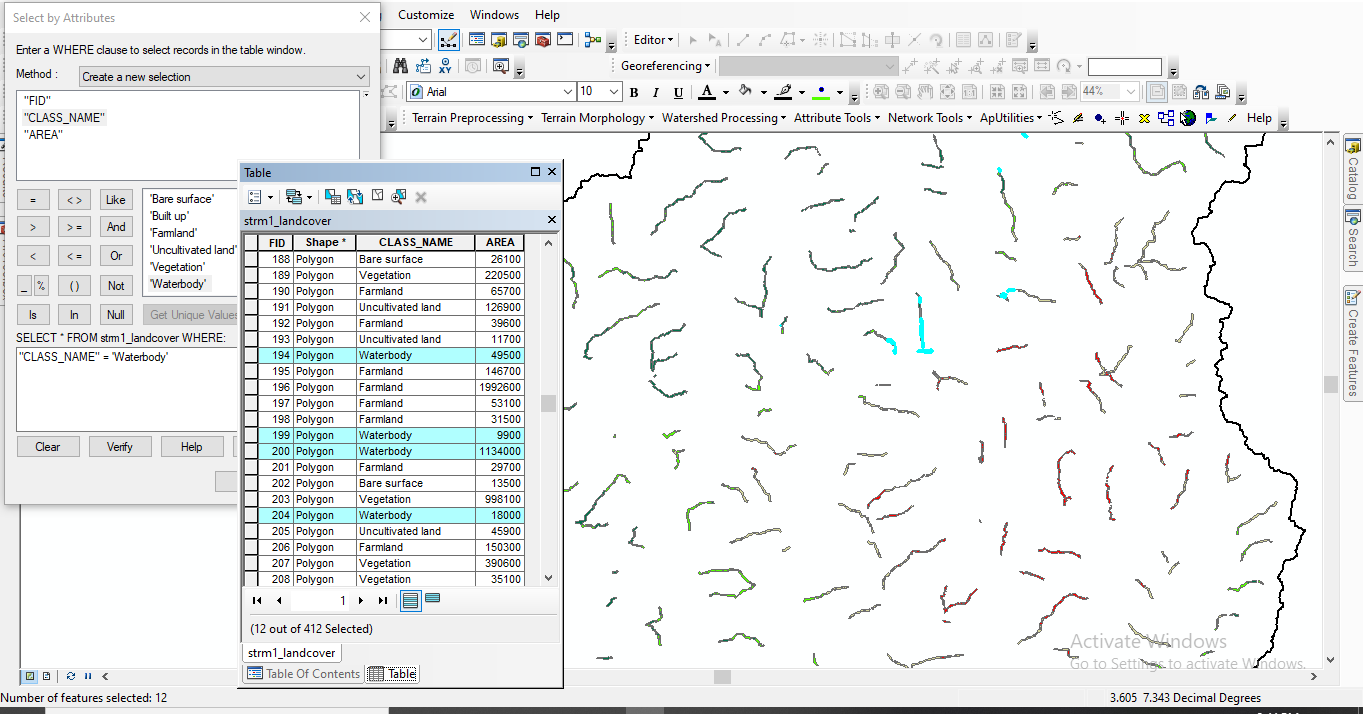 Select by Attributes
Customize Windows Help
Enter a WHERE clause to select records in the table window.
Method : Create a new selection
"FID"
"CLASS_NAME"
"AREA"
= < > Like
> > = And
< < = Or
_ % ( ) Not
Is In Null Get Unique Values
'Bare surface'
'Built up'
'Farmland'
'Uncultivated land'
'Vegetation'
'Waterbody'
SELECT * FROM strm1_landcover WHERE:
"CLASS_NAME" = 'Waterbody'
Clear Verify Help
Editor
Georeferencing
Arial 10 B I U A 44%
Terrain Preprocessing Terrain Morphology Watershed Processing Attribute Tools Network Tools ApUtilities Help
Table
strm1_landcover
FID Shape * CLASS_NAME AREA
188 Polygon Bare surface 26100
189 Polygon Vegetation 220500
190 Polygon Farmland 65700
191 Polygon Uncultivated land 126900
192 Polygon Farmland 39600
193 Polygon Uncultivated land 11700
194 Polygon Waterbody 49500
195 Polygon Farmland 146700
196 Polygon Farmland 1992600
197 Polygon Farmland 53100
198 Polygon Farmland 31500
199 Polygon Waterbody 9900
200 Polygon Waterbody 1134000
201 Polygon Farmland 29700
202 Polygon Bare surface 13500
203 Polygon Vegetation 998100
204 Polygon Waterbody 18000
205 Polygon Uncultivated land 45900
206 Polygon Farmland 150300
207 Polygon Vegetation 390600
208 Polygon Vegetation 35100
1
(12 out of 412 Selected)
strm1_landcover
Table Of Contents Table
Catalog
Search
Create Features
Activate Windows
Go to Settings to activate Windows.
Number of features selected: 12
3.605 7.343 Decimal Degrees